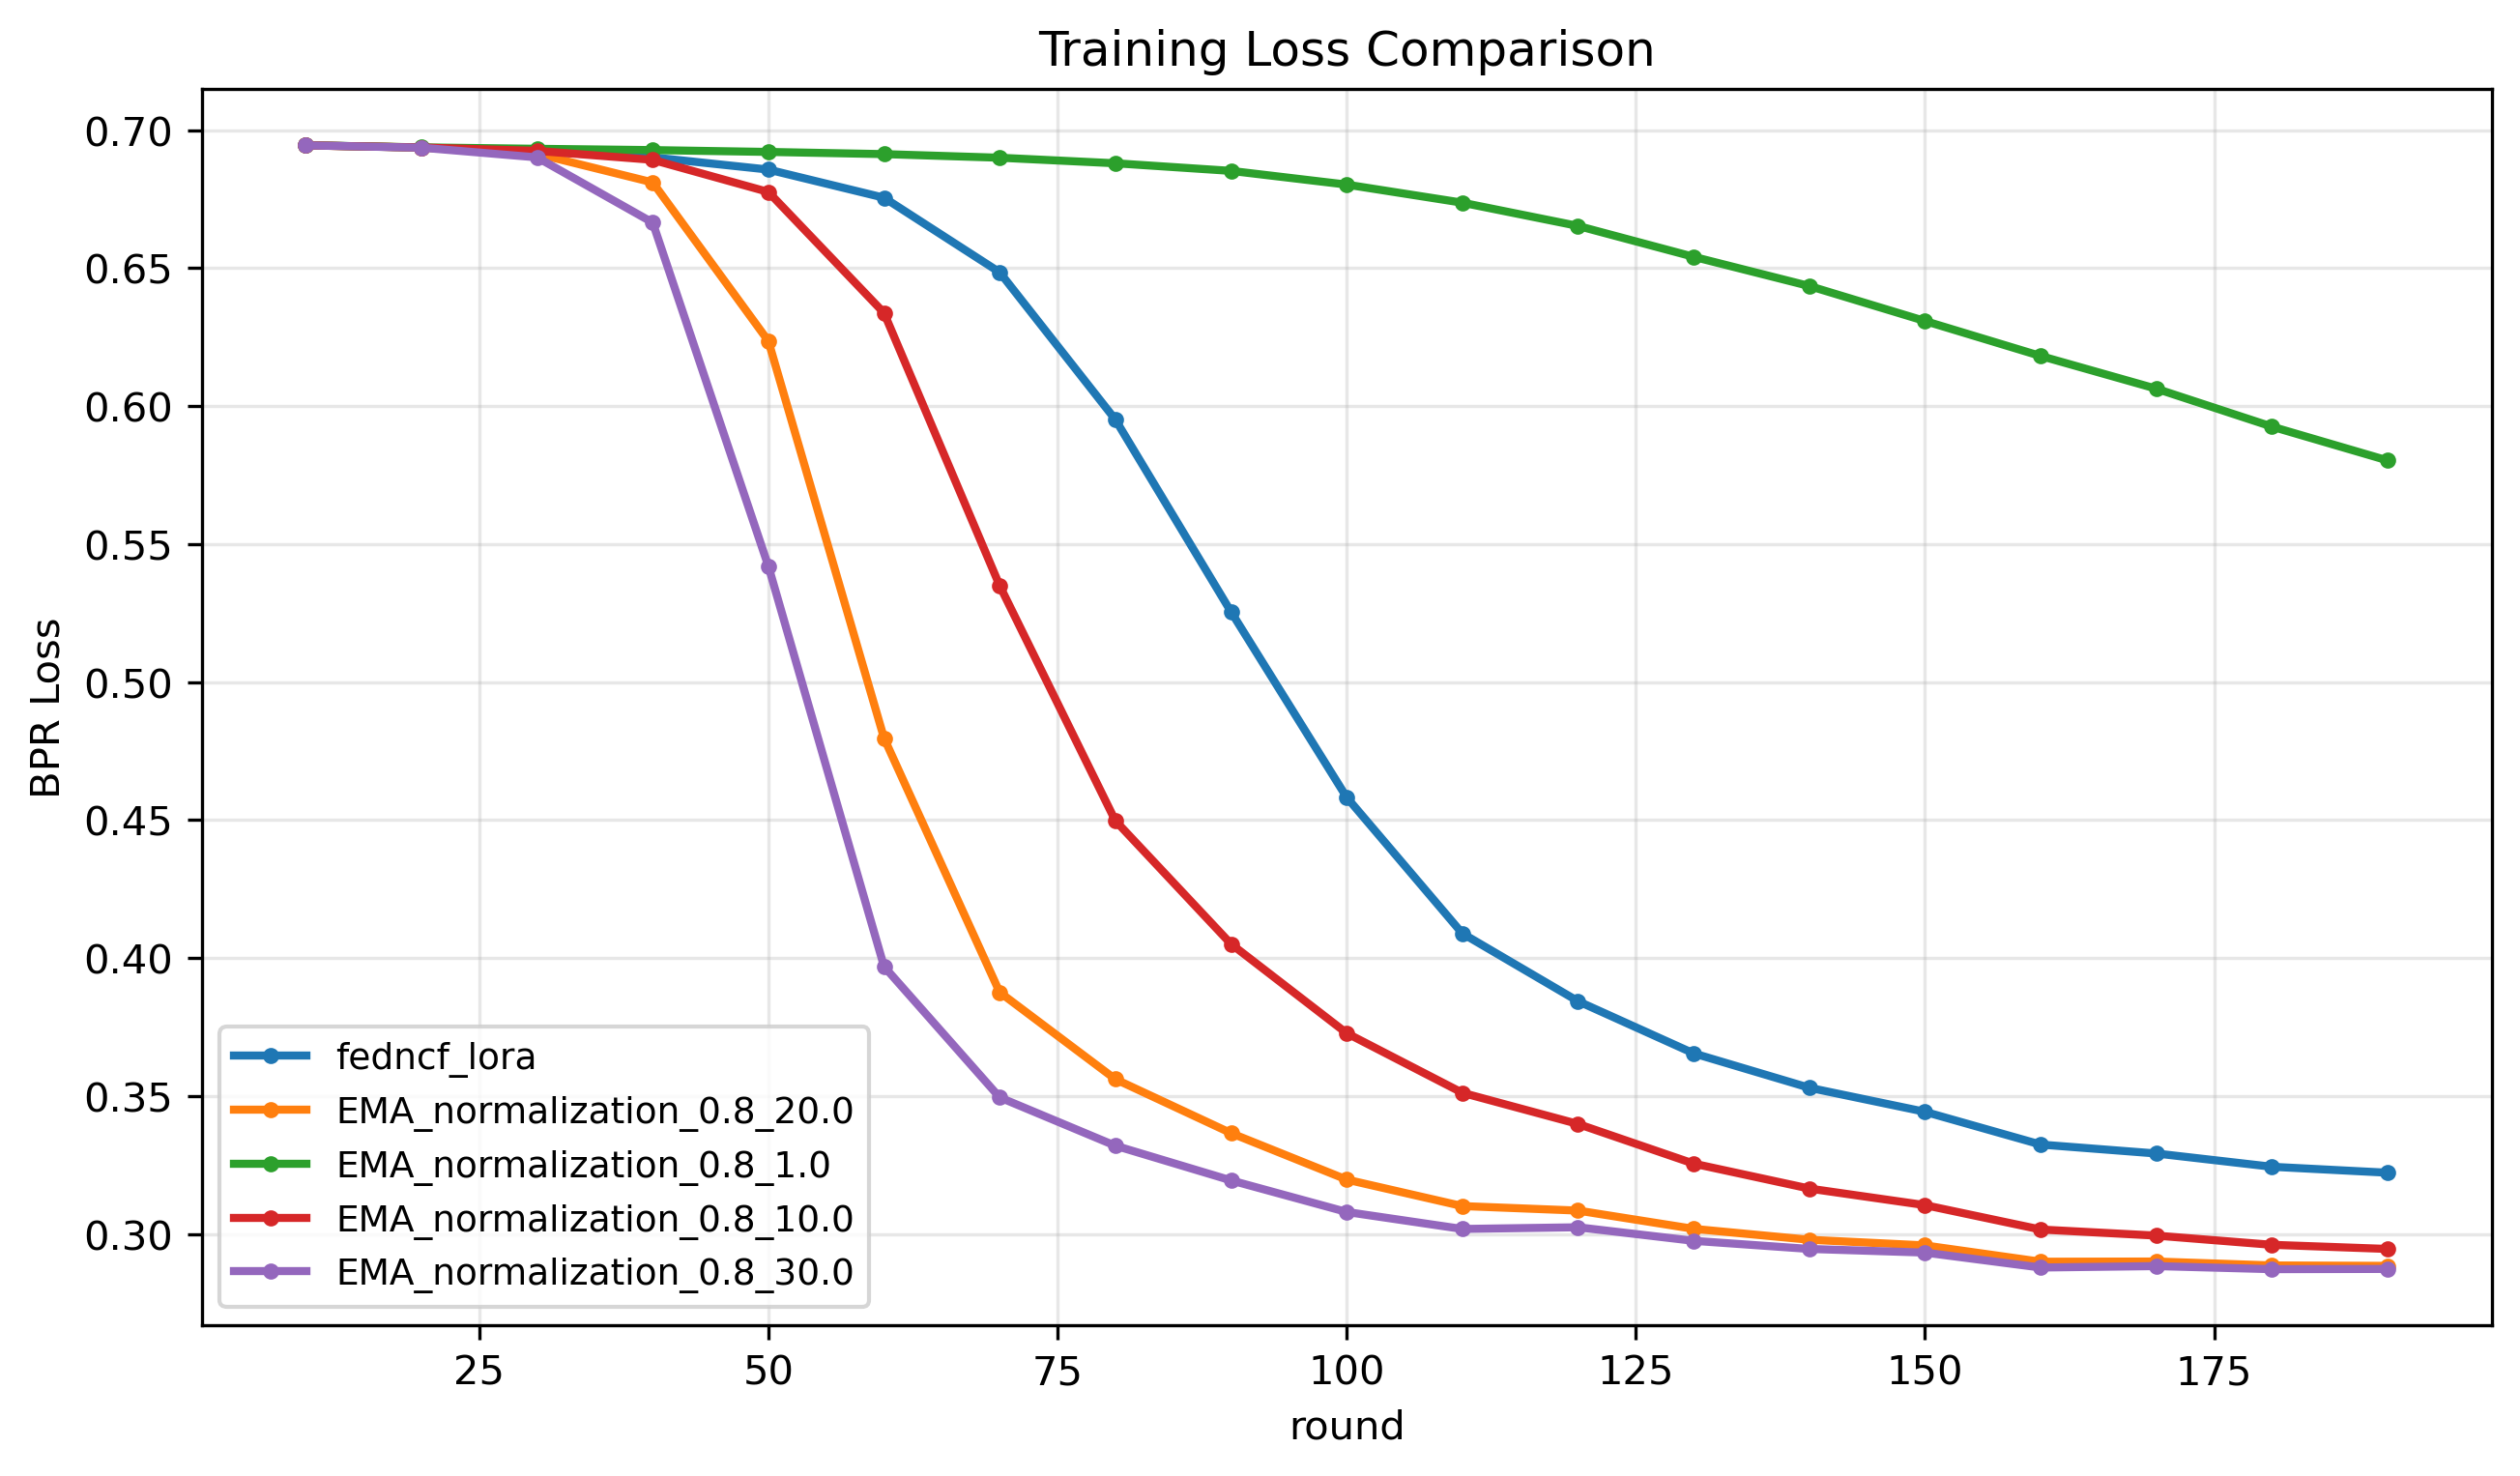 Training Loss Comparison
0.70
0.65
0.60
0.55
0.50
0.45
0.40
0.35
0.30
BPR Loss
fedncf_lora
EMA_normalization_0.8_20.0
EMA_normalization_0.8_1.0
EMA_normalization_0.8_10.0
EMA_normalization_0.8_30.0
25 50 75 100 125 150 175
round